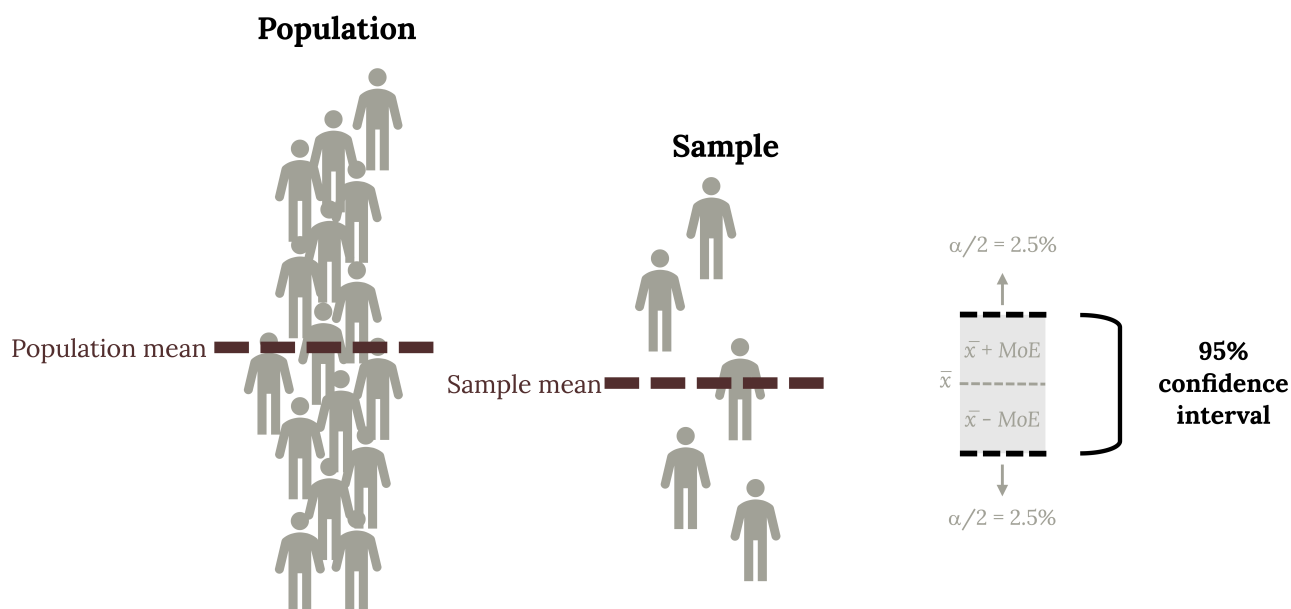 Population
Sample
Population mean
Sample mean
α/2 = 2.5%
x̅ + MoE
x̅
x̅ - MoE
α/2 = 2.5%
95%
confidence
interval